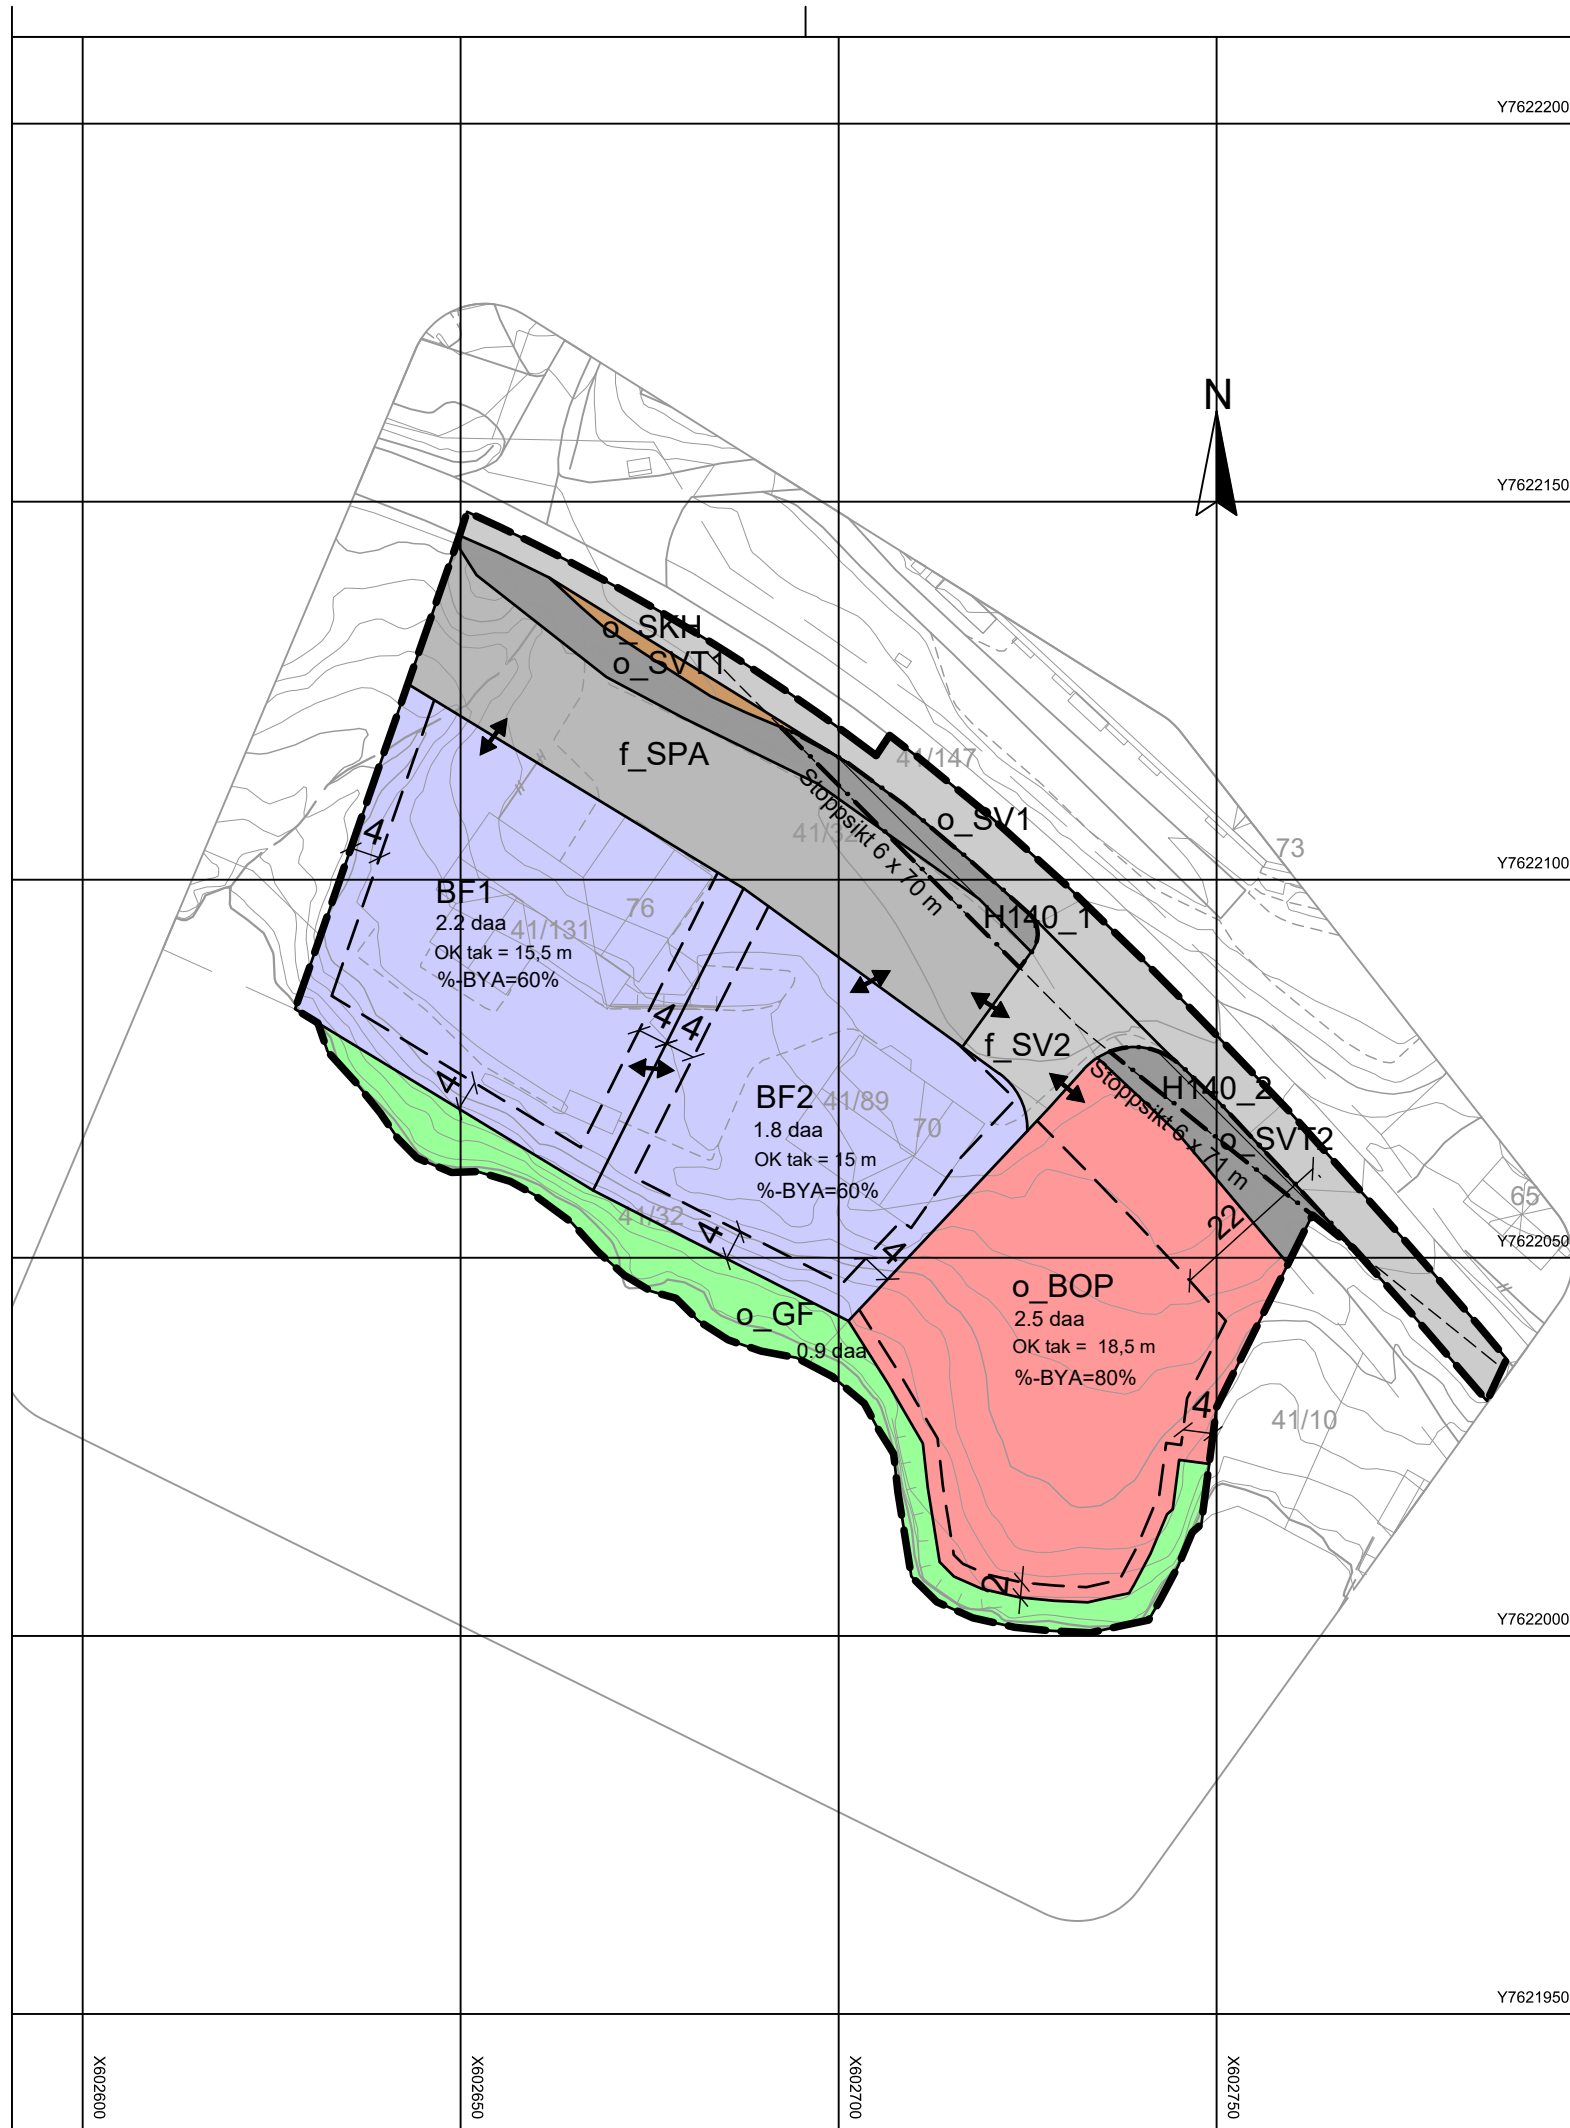 Y7622200
N
Y7622150
o_SKH
o_SVT1
f_SPA
41/147
Stoppsikt 6 x 70 m
o_SV1
41/32
4
73
Y7622100
BF1
2.2 daa
OK tak = 15,5 m
%-BYA=60%
76
41/131
H140_1
4
4
f_SV2
4
BF2
1.8 daa
OK tak = 15 m
%-BYA=60%
41/89
70
Stoppsikt 6 x 71 m
H140_2
o_SVT2
65
41/32
4
4
22
Y7622050
o_GF
0.9 daa
o_BOP
2.5 daa
OK tak = 18,5 m
%-BYA=80%
4
41/10
2
Y7622000
Y7621950
X602600
X602650
X602700
X602750